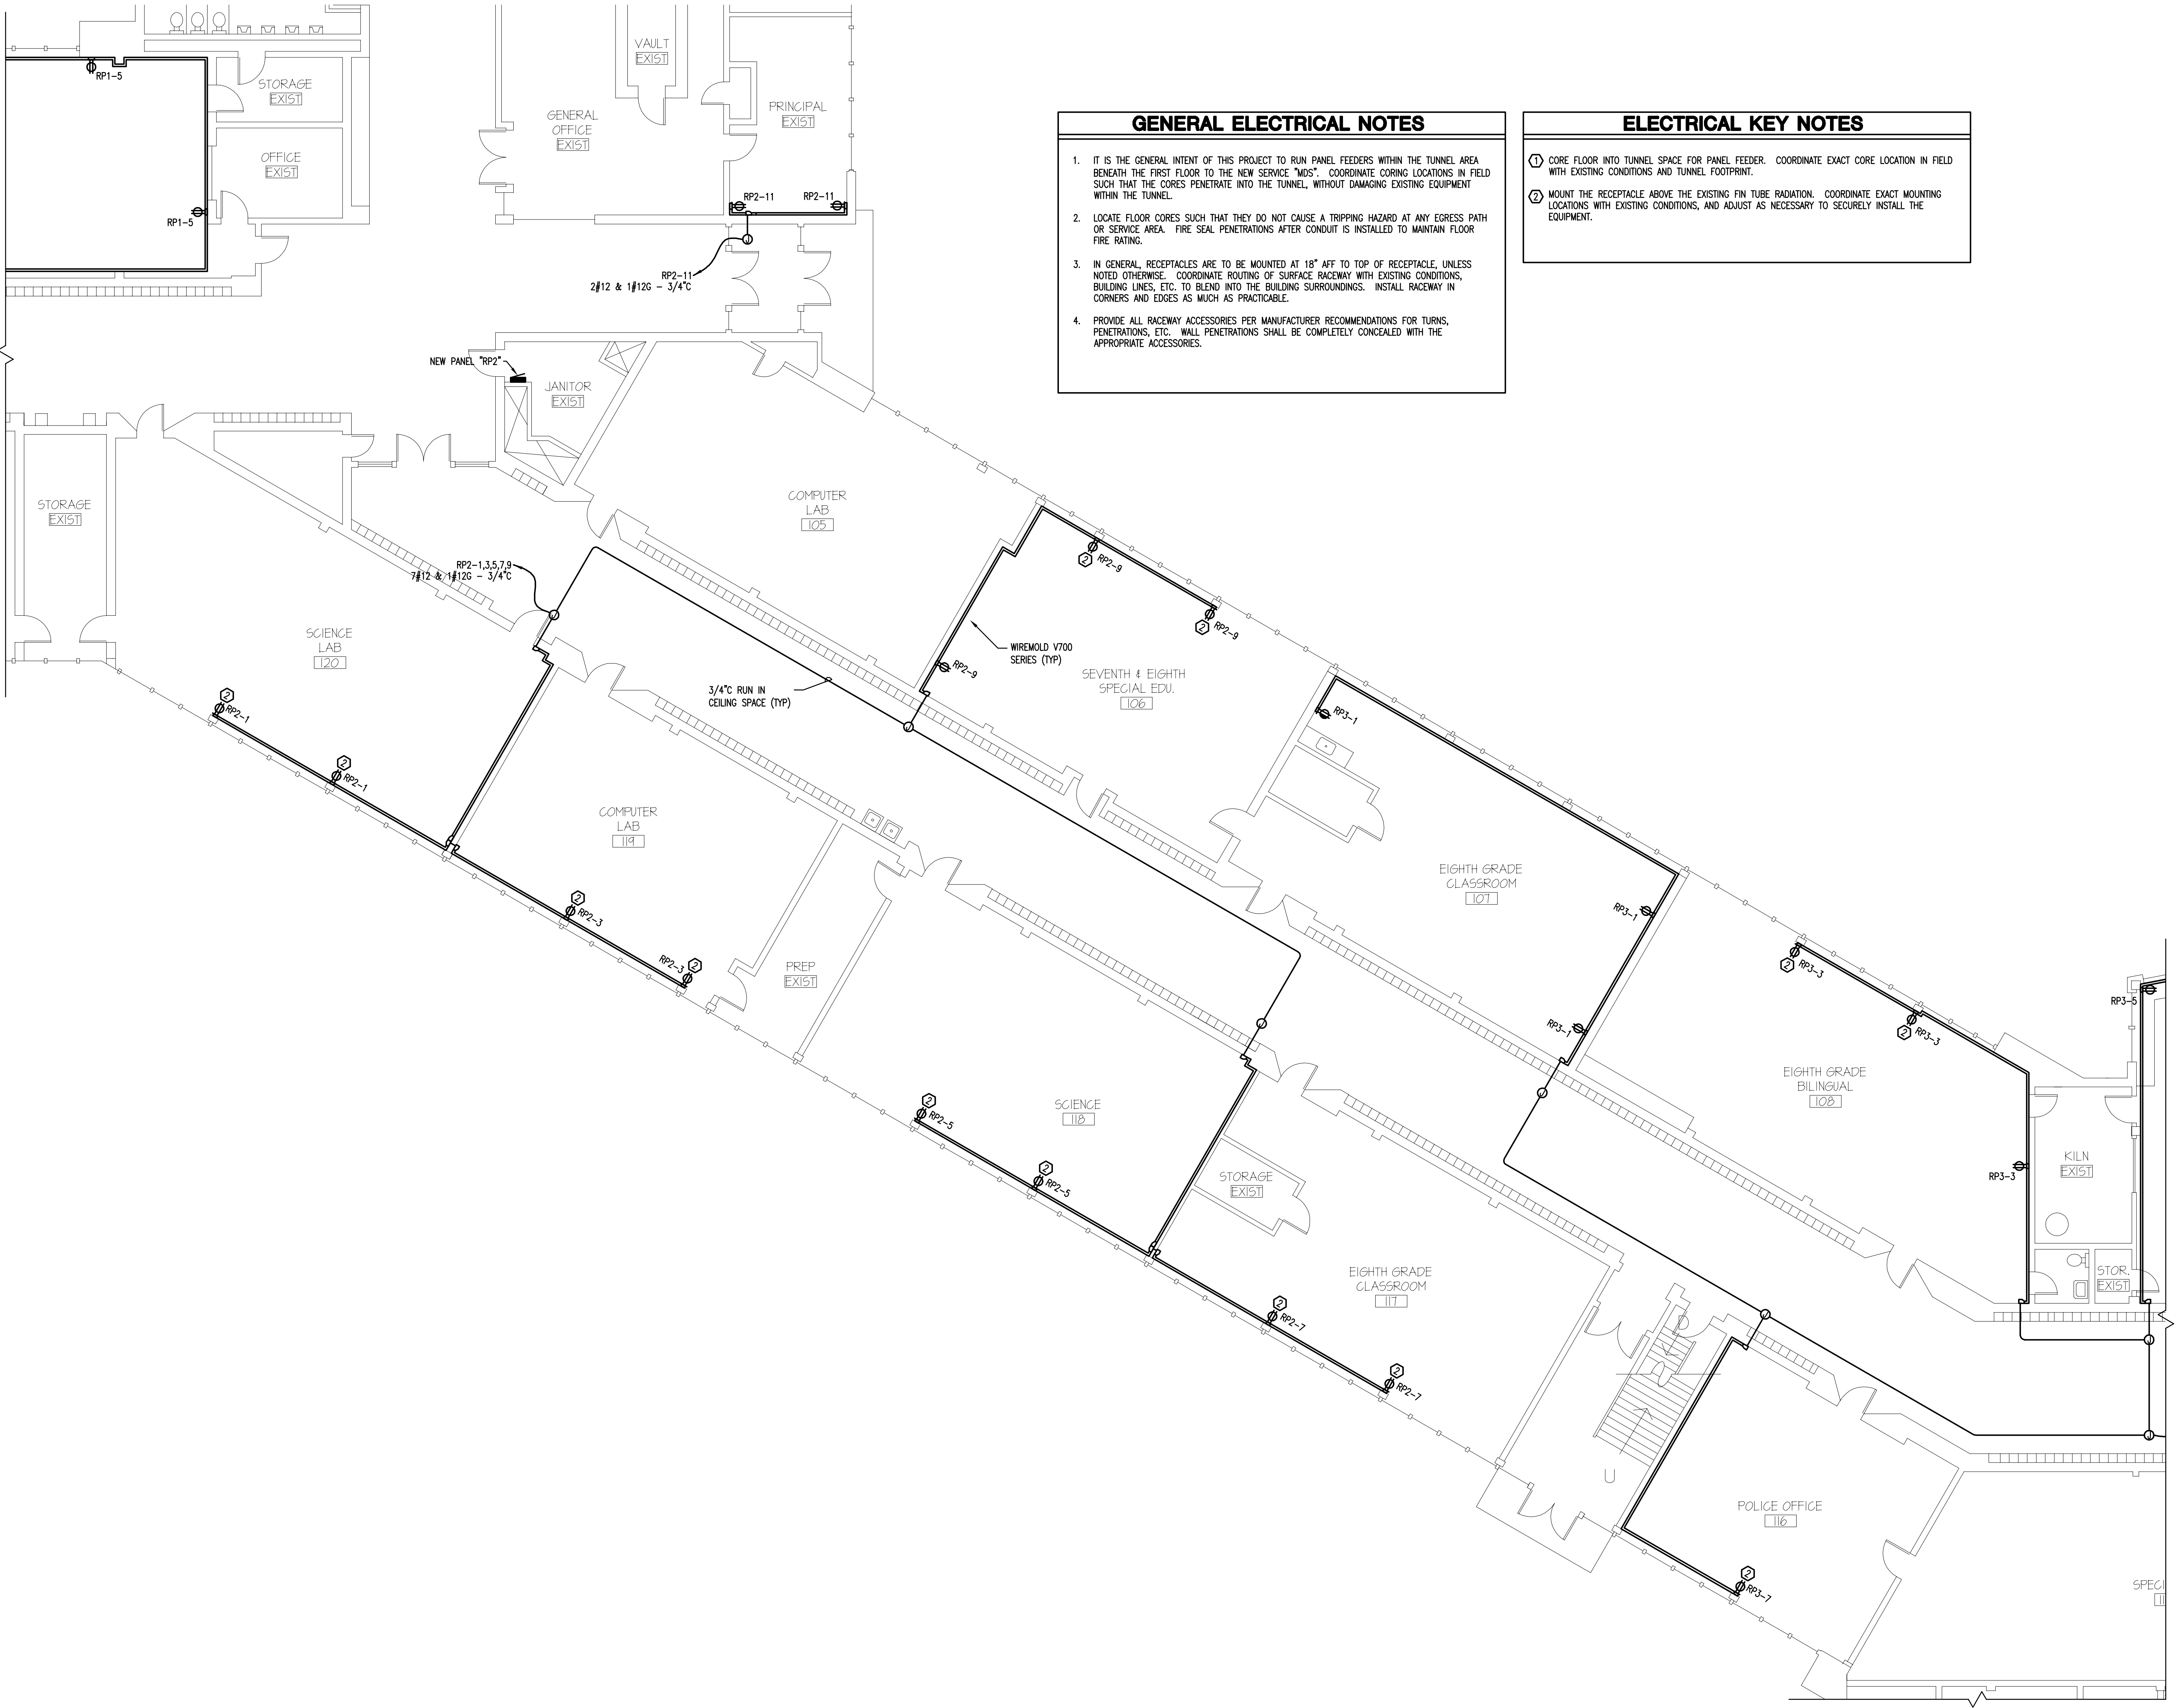 VAULT
EXIST
RP1-5
STORAGE
EXIST
PRINCIPAL
EXIST
GENERAL
OFFICE
EXIST
OFFICE
EXIST
RP1-5
RP2-11
RP2-11
RP2-11
2#12 & 1#12G - 3/4"C
GENERAL ELECTRICAL NOTES
1. IT IS THE GENERAL INTENT OF THIS PROJECT TO RUN PANEL FEEDERS WITHIN THE TUNNEL AREA
BENEATH THE FIRST FLOOR TO THE NEW SERVICE "MDS". COORDINATE CORING LOCATIONS IN FIELD
SUCH THAT THE CORES PENETRATE INTO THE TUNNEL, WITHOUT DAMAGING EXISTING EQUIPMENT
WITHIN THE TUNNEL.
2. LOCATE FLOOR CORES SUCH THAT THEY DO NOT CAUSE A TRIPPING HAZARD AT ANY EGRESS PATH
OR SERVICE AREA. FIRE SEAL PENETRATIONS AFTER CONDUIT IS INSTALLED TO MAINTAIN FLOOR
FIRE RATING.
3. IN GENERAL, RECEPTACLES ARE TO BE MOUNTED AT 18" AFF TO TOP OF RECEPTACLE, UNLESS
NOTED OTHERWISE. COORDINATE ROUTING OF SURFACE RACEWAY WITH EXISTING CONDITIONS,
BUILDING LINES, ETC. TO BLEND INTO THE BUILDING SURROUNDINGS. INSTALL RACEWAY IN
CORNERS AND EDGES AS MUCH AS PRACTICABLE.
4. PROVIDE ALL RACEWAY ACCESSORIES PER MANUFACTURER RECOMMENDATIONS FOR TURNS,
PENETRATIONS, ETC. WALL PENETRATIONS SHALL BE COMPLETELY CONCEALED WITH THE
APPROPRIATE ACCESSORIES.
ELECTRICAL KEY NOTES
1 CORE FLOOR INTO TUNNEL SPACE FOR PANEL FEEDER. COORDINATE EXACT CORE LOCATION IN FIELD
WITH EXISTING CONDITIONS AND TUNNEL FOOTPRINT.
2 MOUNT THE RECEPTACLE ABOVE THE EXISTING FIN TUBE RADIATION. COORDINATE EXACT MOUNTING
LOCATIONS WITH EXISTING CONDITIONS, AND ADJUST AS NECESSARY TO SECURELY INSTALL THE
EQUIPMENT.
NEW PANEL "RP2"
JANITOR
EXIST
STORAGE
EXIST
COMPUTER
LAB
105
RP2-1,3,5,7,9
7#12 & 1#12G - 3/4"C
2 RP2-9
2 RP2-9
RP2-9
WIREMOLD V700
SERIES (TYP)
SCIENCE
LAB
120
SEVENTH & EIGHTH
SPECIAL EDU.
106
3/4"C RUN IN
CEILING SPACE (TYP)
2
RP2-1
2
RP2-1
RP3-1
COMPUTER
LAB
119
EIGHTH GRADE
CLASSROOM
107
2
RP2-3
RP3-1
2
RP2-3
PREP
EXIST
2 RP3-3
2 RP3-3
RP3-5
RP3-1
EIGHTH GRADE
BILINGUAL
108
2
RP2-5
SCIENCE
118
2
RP2-5
STORAGE
EXIST
KILN
EXIST
RP3-3
EIGHTH GRADE
CLASSROOM
117
STOR.
EXIST
2
RP2-7
2
RP2-7
U
POLICE OFFICE
116
2
RP3-7
SPECI
11